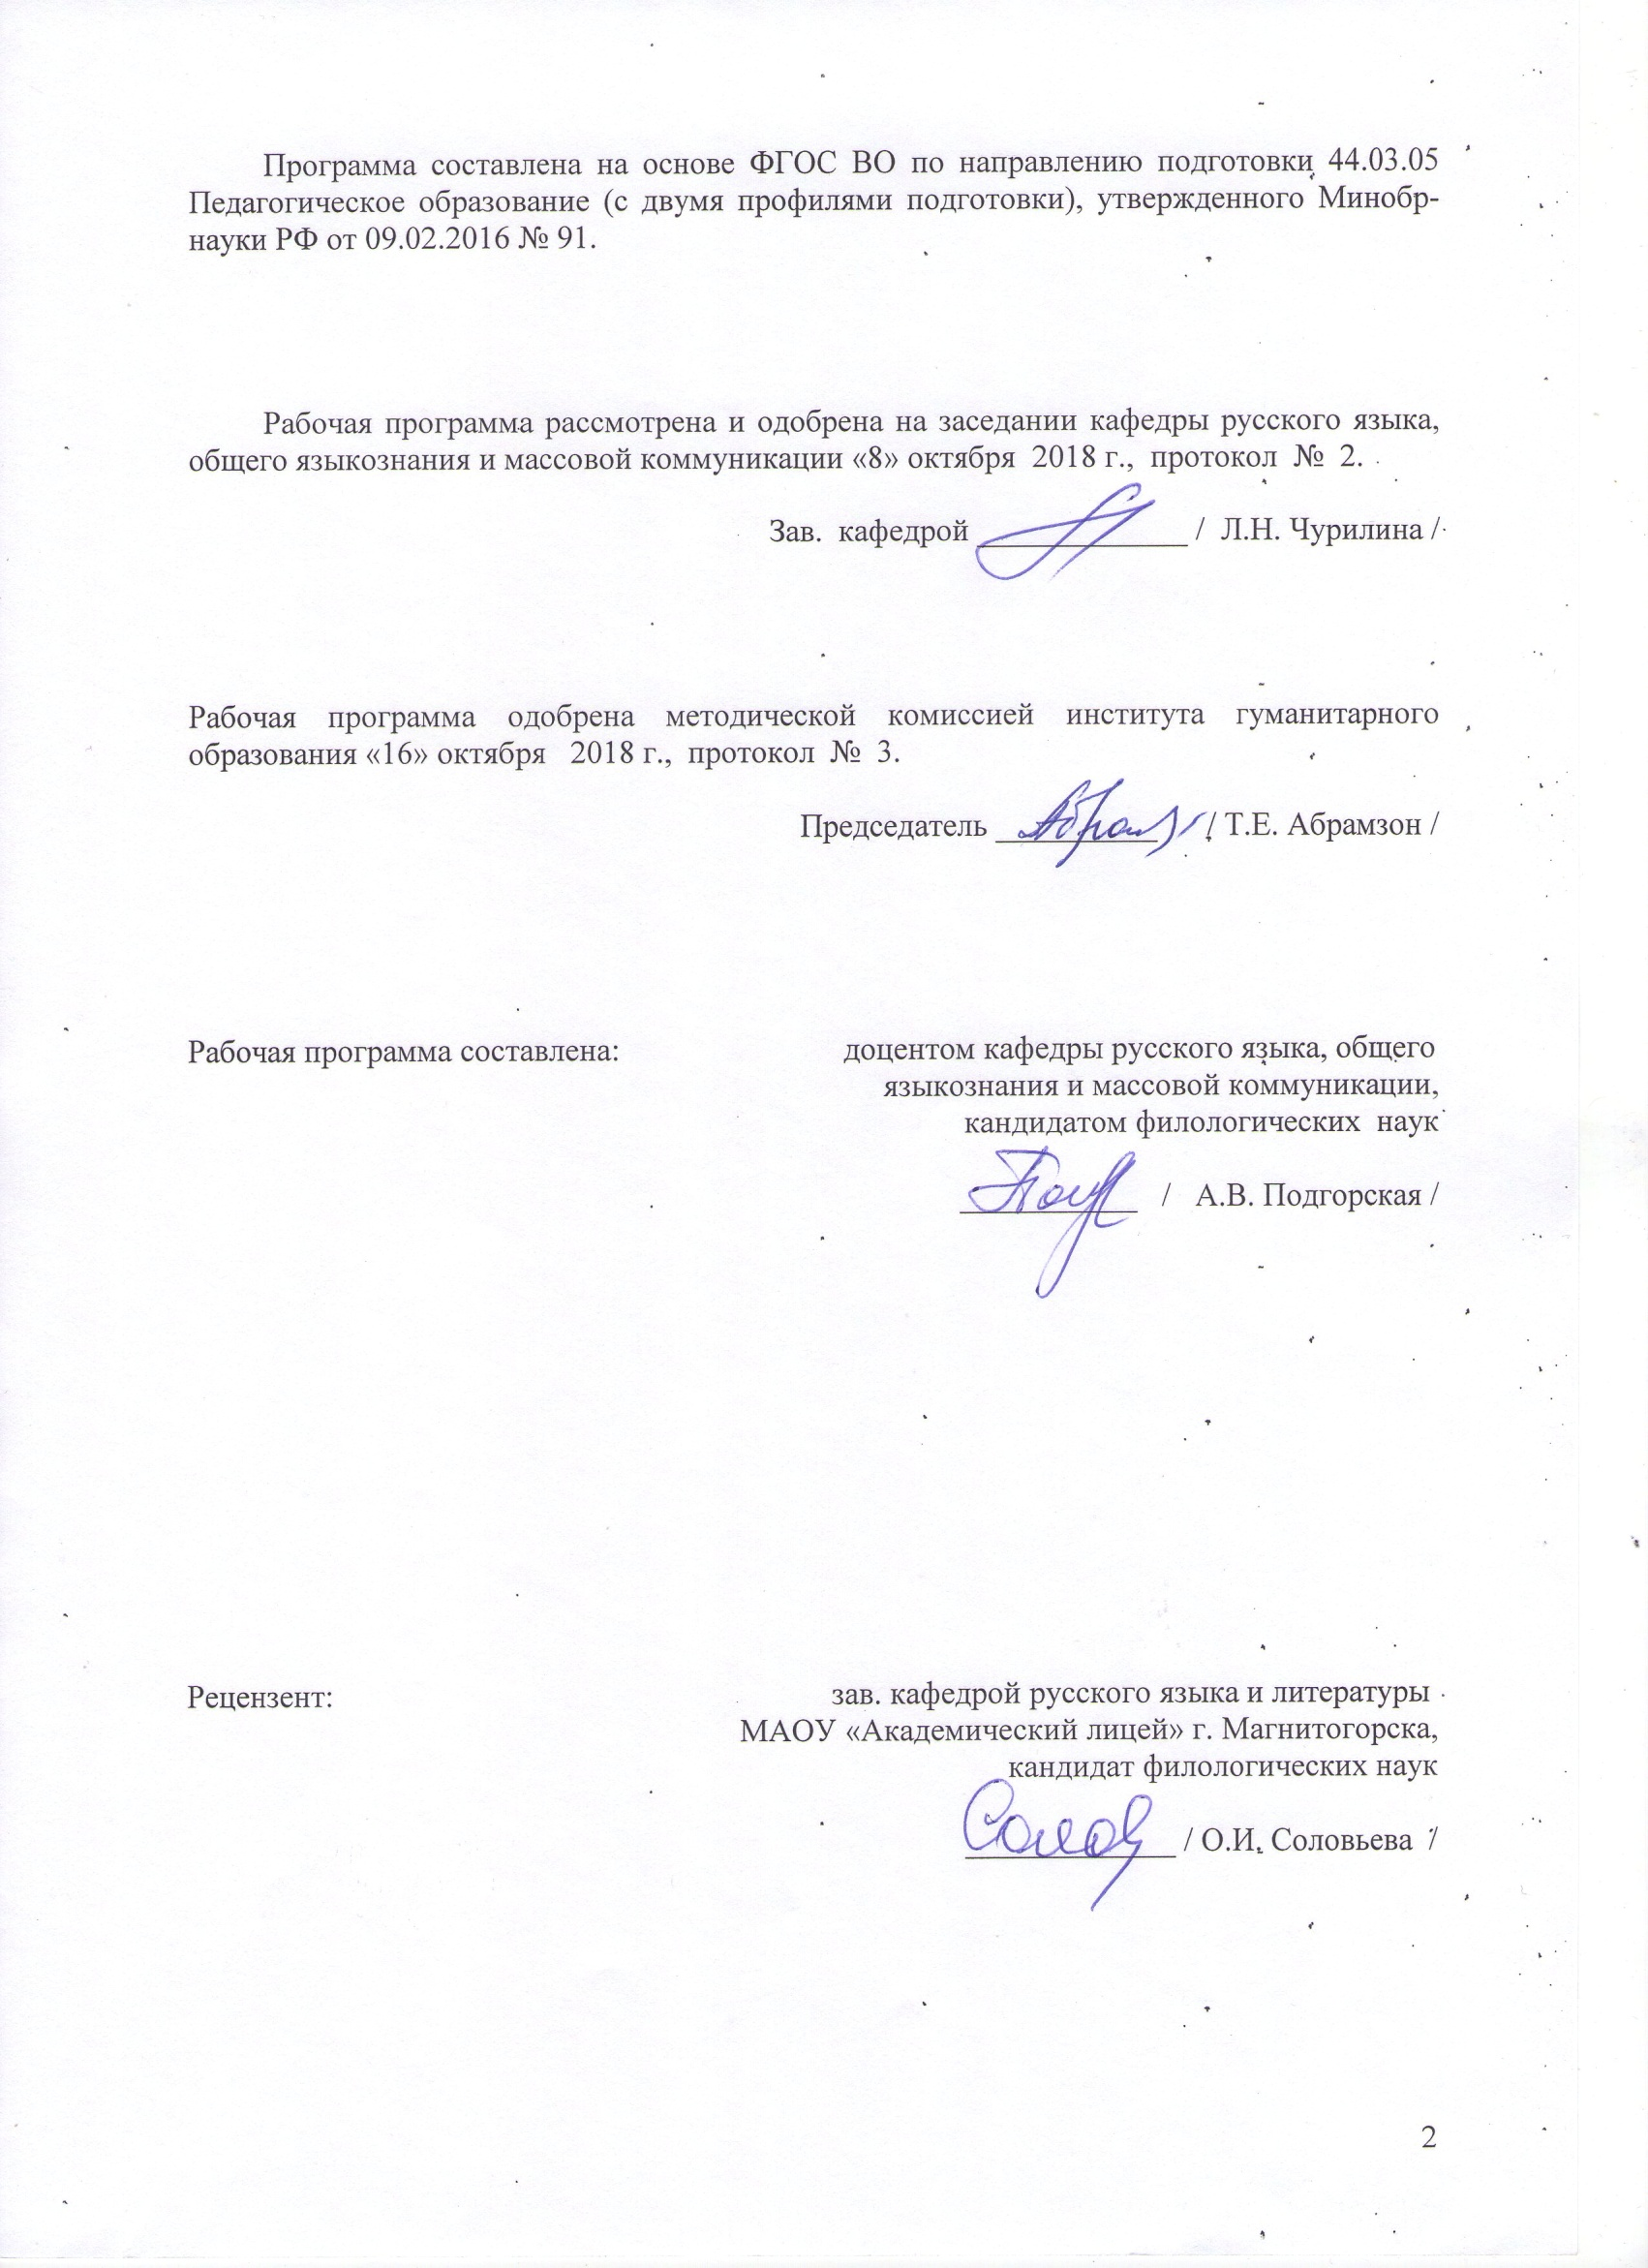 Программа составлена на основе ФГОС ВО по направлению подготовки 44.03.05
Педагогическое образование (с двумя профилями подготовки), утвержденного Минобр-
науки РФ от 09.02.2016 № 91.
Рабочая программа рассмотрена и одобрена на заседании кафедры русского языка,
общего языкознания и массовой коммуникации «8» октября 2018 г., протокол № 2.
Зав. кафедрой ____________ / Л.Н. Чурилина /
Рабочая программа одобрена методической комиссией института гуманитарного
образования «16» октября 2018 г., протокол № 3.
Председатель ____________ / Т.Е. Абрамзон /
Рабочая программа составлена: доцентом кафедры русского языка, общего
языкознания и массовой коммуникации,
кандидатом филологических наук
____________ / А.В. Подгорская /
Рецензент: зав. кафедрой русского языка и литературы
МАОУ «Академический лицей» г. Магнитогорска,
кандидат филологических наук
____________ / О.И. Соловьева /
2